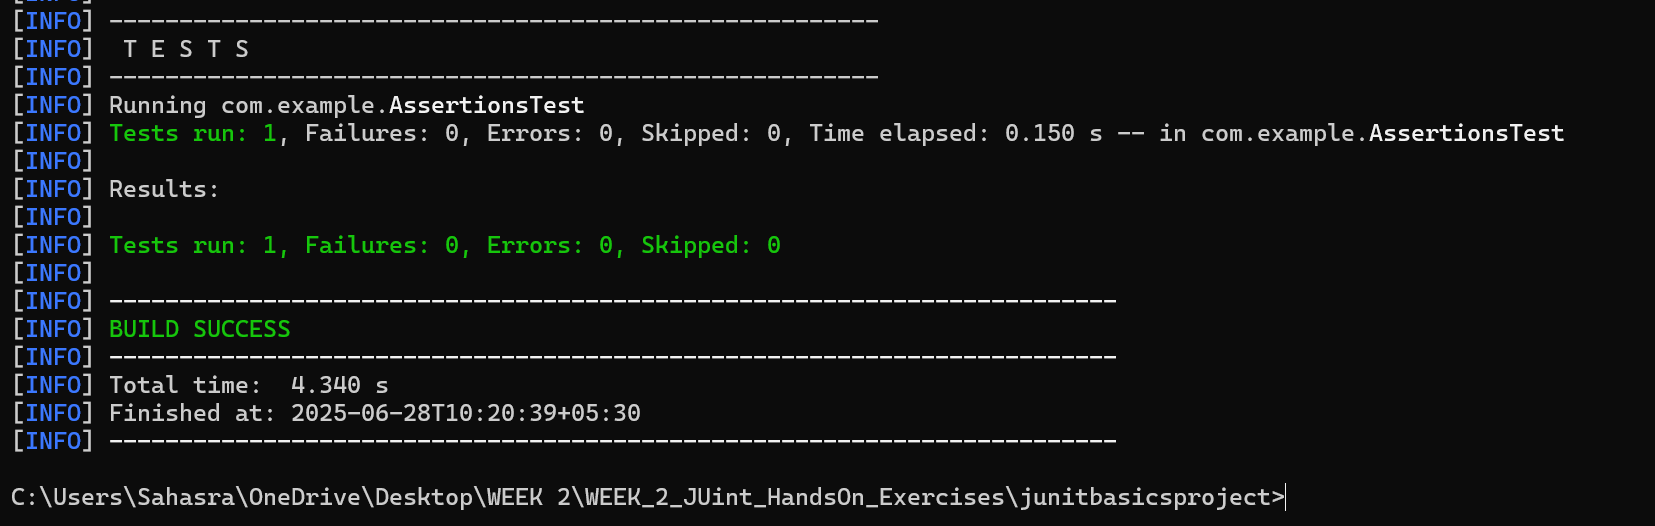 [INFO] -------------------------------------------------------
[INFO]  T E S T S
[INFO] -------------------------------------------------------
[INFO] Running com.example.AssertionsTest
[INFO] Tests run: 1, Failures: 0, Errors: 0, Skipped: 0, Time elapsed: 0.150 s -- in com.example.AssertionsTest
[INFO]
[INFO] Results:
[INFO]
[INFO] Tests run: 1, Failures: 0, Errors: 0, Skipped: 0
[INFO]
[INFO] ------------------------------------------------------------------------
[INFO] BUILD SUCCESS
[INFO] ------------------------------------------------------------------------
[INFO] Total time:  4.340 s
[INFO] Finished at: 2025-06-28T10:20:39+05:30
[INFO] ------------------------------------------------------------------------
C:\Users\Sahasra\OneDrive\Desktop\WEEK 2\WEEK_2_JUint_HandsOn_Exercises\junitbasicsproject>